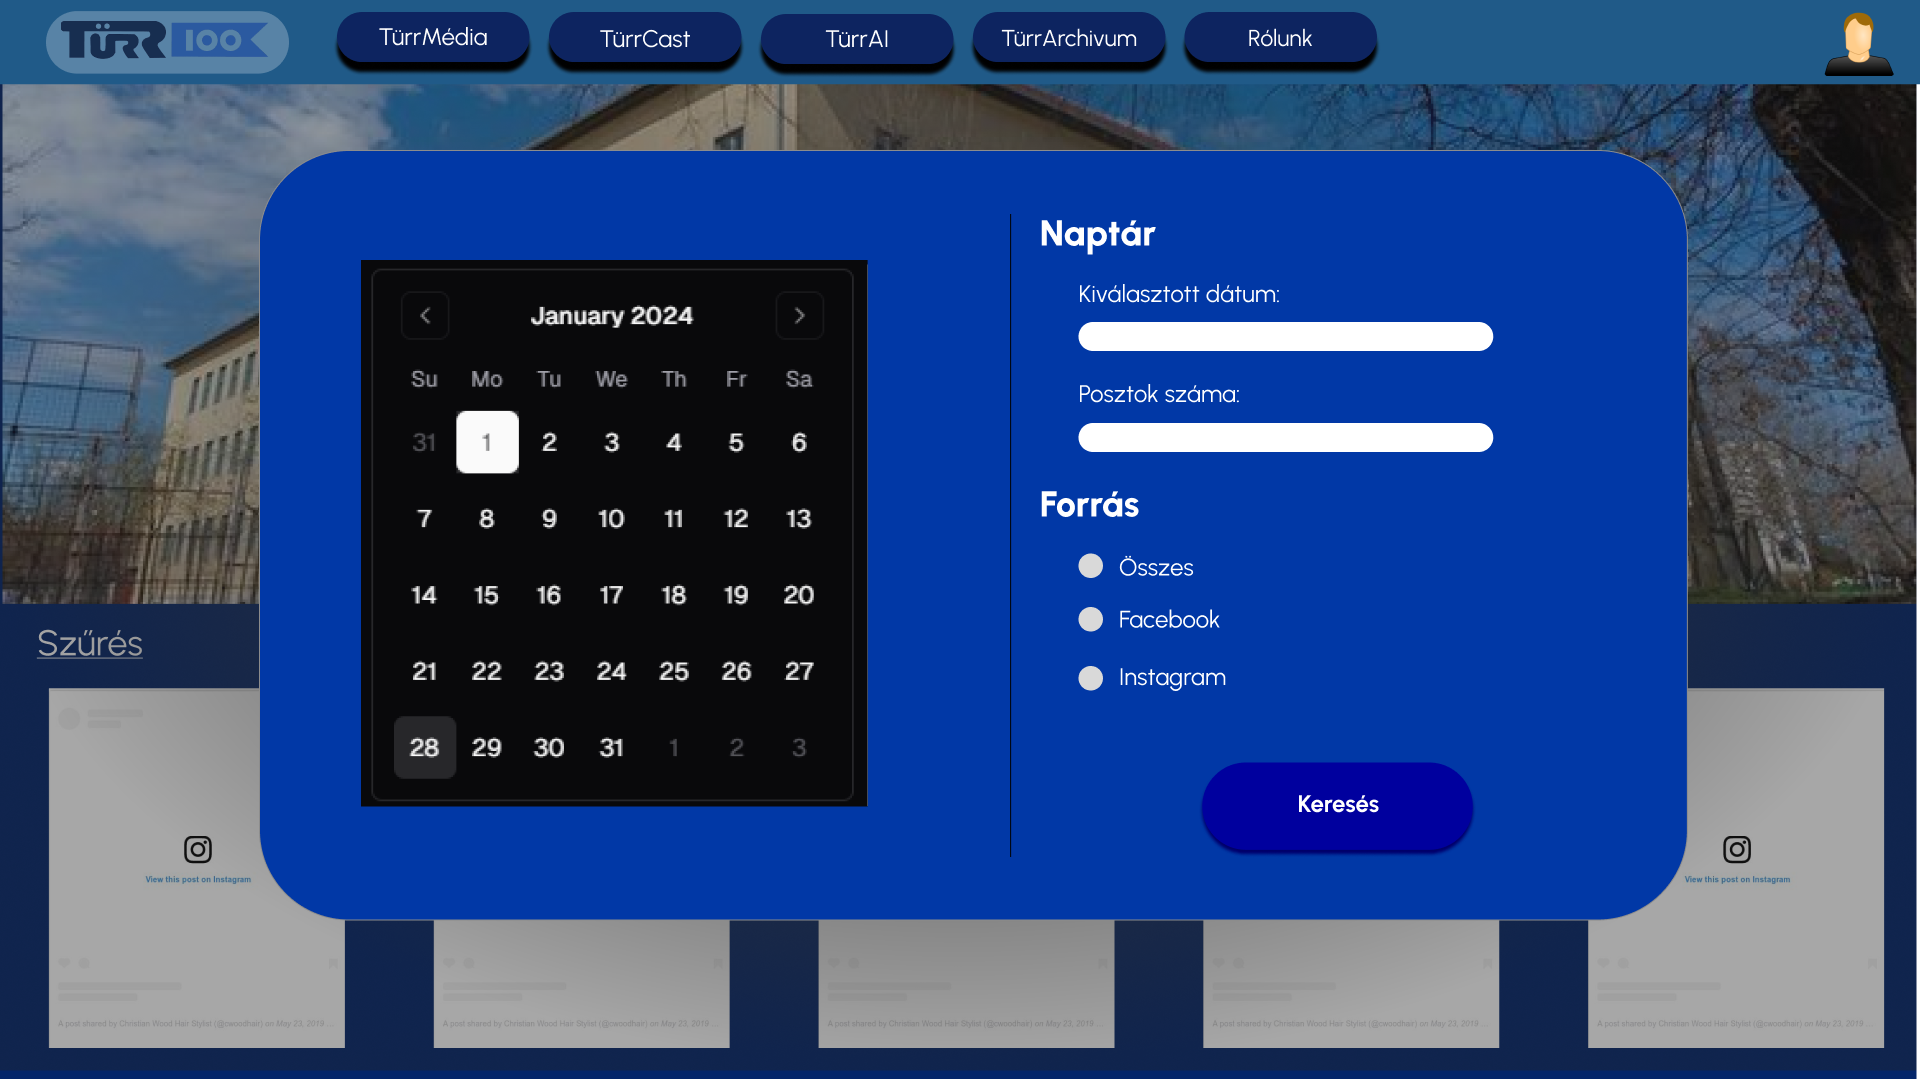 TÜRR 100
TürrMédia
TürrCast
TürrAI
TürrArchivum
Rólunk
January 2024
Su Mo Tu We Th Fr Sa
31 1 2 3 4 5 6
7 8 9 10 11 12 13
14 15 16 17 18 19 20
21 22 23 24 25 26 27
28 29 30 31 1 2 3
Naptár
Kiválasztott dátum:
Posztok száma:
Forrás
Összes
Facebook
Instagram
Keresés
Szűrés
View this post on Instagram
View this post on Instagram
A post shared by Christian Wood Hair Stylist (@cwoodhair) on May 23, 2019 ...
A post shared by Christian Wood Hair Stylist (@cwoodhair) on May 23, 2019 ...
A post shared by Christian Wood Hair Stylist (@cwoodhair) on May 23, 2019 ...
A post shared by Christian Wood Hair Stylist (@cwoodhair) on May 23, 2019 ...
A post shared by Christian Wood Hair Stylist (@cwoodhair) on May 23, 2019 ...